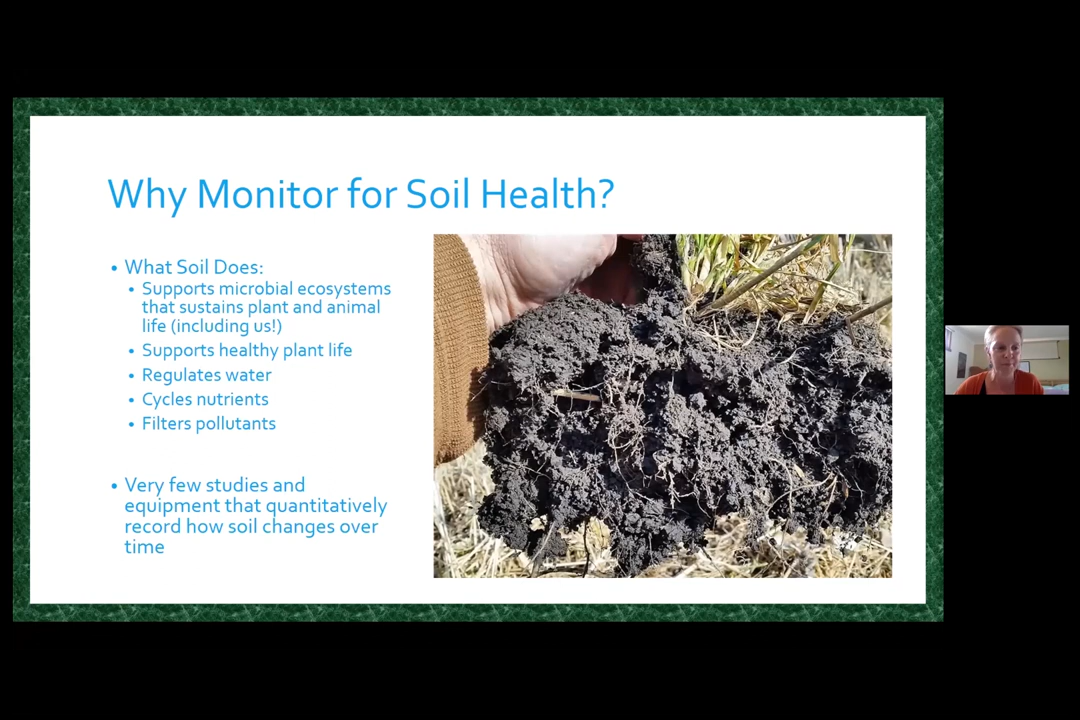 Why Monitor for Soil Health?
• What Soil Does:
• Supports microbial ecosystems
that sustains plant and animal
life (including us!)
• Supports healthy plant life
• Regulates water
• Cycles nutrients
• Filters pollutants
• Very few studies and
equipment that quantitatively
record how soil changes over
time